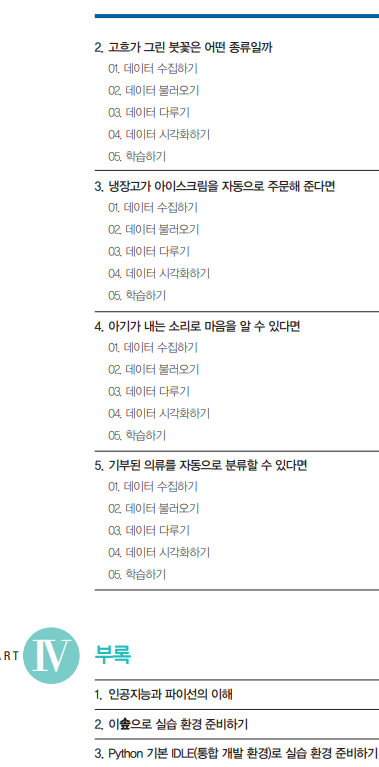 2. 고흐가 그린 붓꽃은 어떤 종류일까
01. 데이터 수집하기
02. 데이터 불러오기
03. 데이터 다루기
04. 데이터 시각화하기
05. 학습하기
3. 냉장고가 아이스크림을 자동으로 주문해 준다면
01. 데이터 수집하기
02. 데이터 불러오기
03. 데이터 다루기
04. 데이터 시각화하기
05. 학습하기
4. 아기가 내는 소리로 마음을 알 수 있다면
01. 데이터 수집하기
02. 데이터 불러오기
03. 데이터 다루기
04. 데이터 시각화하기
05. 학습하기
5. 기부된 의류를 자동으로 분류할 수 있다면
01. 데이터 수집하기
02. 데이터 불러오기
03. 데이터 다루기
04. 데이터 시각화하기
05. 학습하기
ART IV 부록
1. 인공지능과 파이선의 이해
2. 이숲으로 실습 환경 준비하기
3. Python 기본 IDLE(통합 개발 환경)로 실습 환경 준비하기